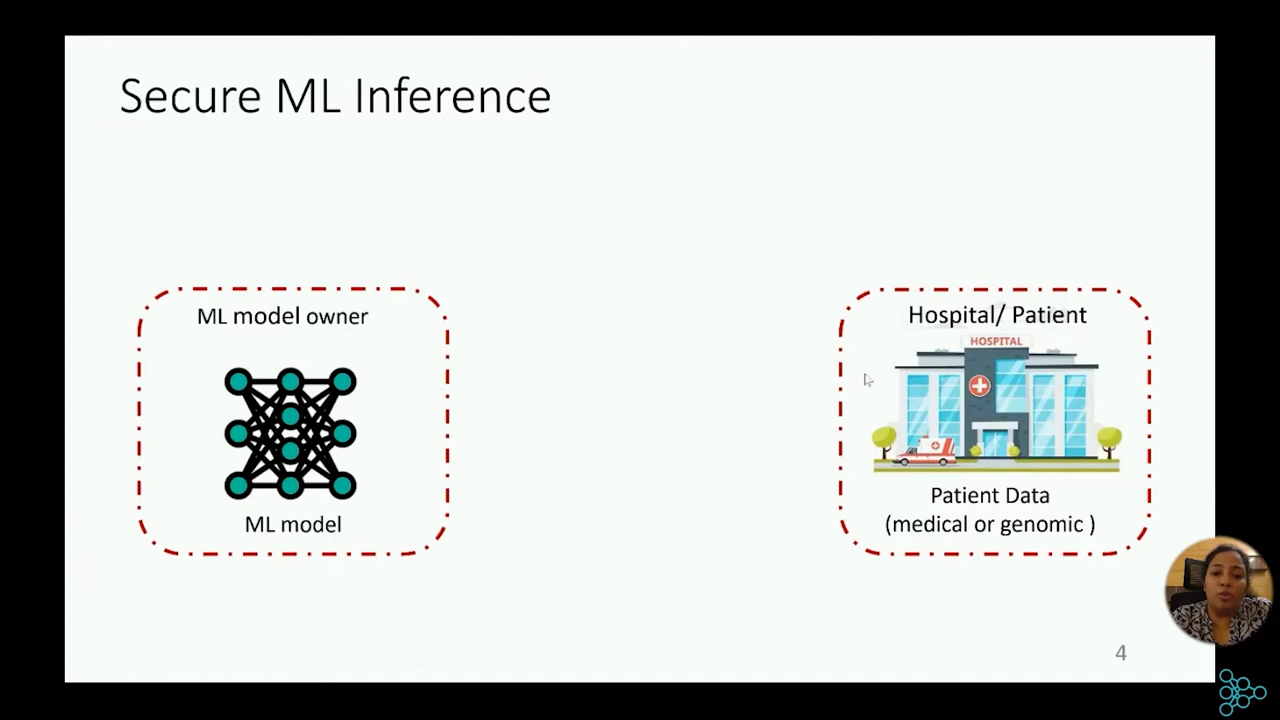 Secure ML Inference
ML model owner
ML model
Hospital/ Patient
HOSPITAL
Patient Data
(medical or genomic )
4